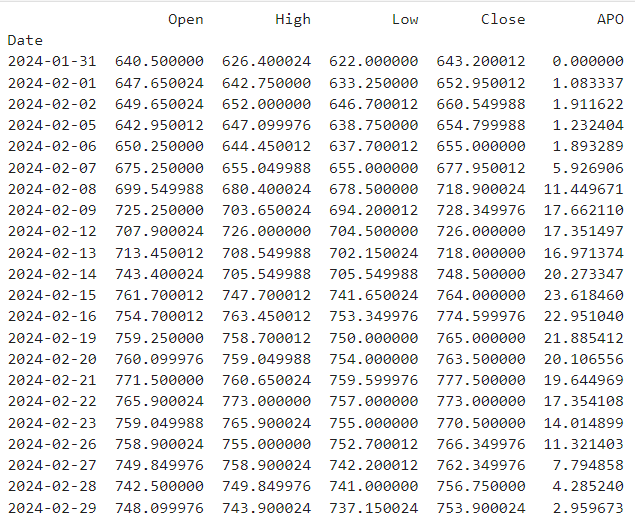 Open High Low Close APO
Date
2024-01-31 640.500000 626.400024 622.000000 643.200012 0.000000
2024-02-01 647.650024 642.750000 633.250000 652.950012 1.083337
2024-02-02 649.650024 652.000000 646.700012 660.549988 1.911622
2024-02-05 642.950012 647.099976 638.750000 654.799988 1.232404
2024-02-06 650.250000 644.450012 637.700012 655.000000 1.893289
2024-02-07 675.250000 655.049988 655.000000 677.950012 5.926906
2024-02-08 699.549988 680.400024 678.500000 718.900024 11.449671
2024-02-09 725.250000 703.650024 694.200012 728.349976 17.662110
2024-02-12 707.900024 726.000000 704.500000 726.000000 17.351497
2024-02-13 713.450012 708.549988 702.150024 718.000000 16.971374
2024-02-14 743.400024 705.549988 705.549988 748.500000 20.273347
2024-02-15 761.700012 747.700012 741.650024 764.000000 23.618460
2024-02-16 754.700012 763.450012 753.349976 774.599976 22.951040
2024-02-19 759.250000 758.700012 750.000000 765.000000 21.885412
2024-02-20 760.099976 759.049988 754.000000 763.500000 20.106556
2024-02-21 771.500000 760.650024 759.599976 777.500000 19.644969
2024-02-22 765.900024 773.000000 757.000000 773.000000 17.354108
2024-02-23 759.049988 765.900024 755.000000 770.500000 14.014899
2024-02-26 758.900024 755.000000 752.700012 766.349976 11.321403
2024-02-27 749.849976 758.900024 742.200012 762.349976 7.794858
2024-02-28 742.500000 749.849976 741.000000 756.750000 4.285240
2024-02-29 748.099976 743.900024 737.150024 753.900024 2.959673